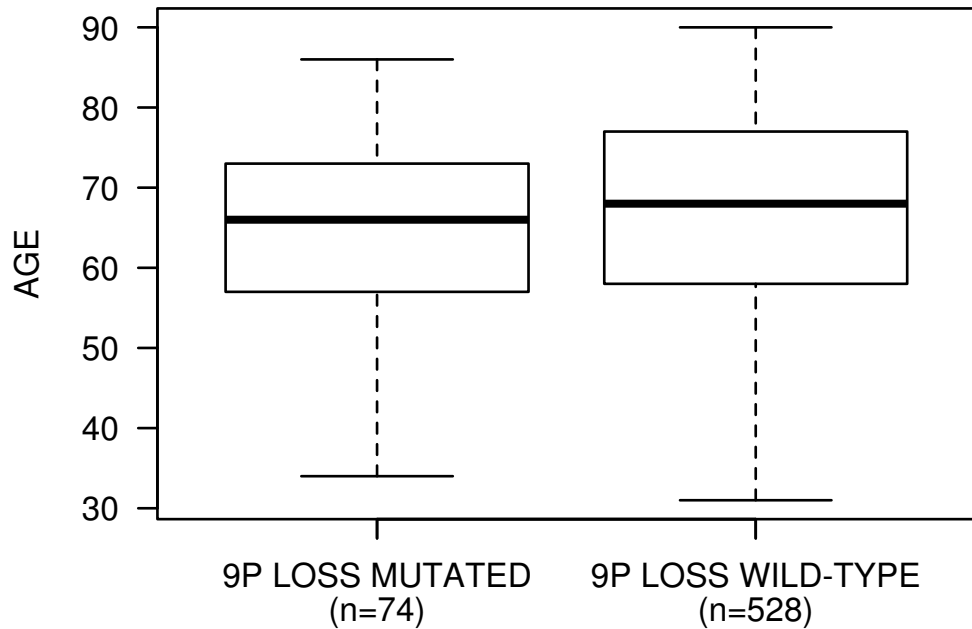 90
80
70
60
50
40
30
AGE
9P LOSS MUTATED
(n=74)
9P LOSS WILD-TYPE
(n=528)